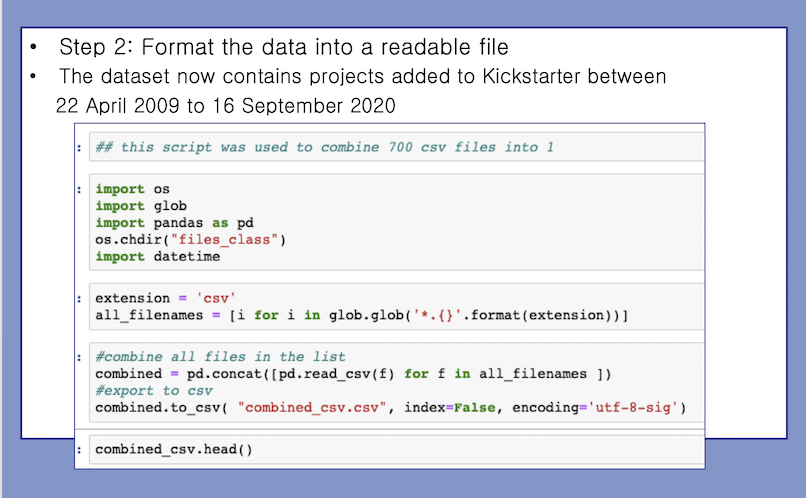 • Step 2: Format the data into a readable file
• The dataset now contains projects added to Kickstarter between
22 April 2009 to 16 September 2020
: ## this script was used to combine 700 csv files into 1
: import os
import glob
import pandas as pd
os.chdir("files_class")
import datetime
: extension = 'csv'
all_filenames = [i for i in glob.glob('*.{}'.format(extension))]
: #combine all files in the list
combined = pd.concat([pd.read_csv(f) for f in all_filenames ])
#export to csv
combined.to_csv( "combined_csv.csv", index=False, encoding='utf-8-sig')
: combined_csv.head()